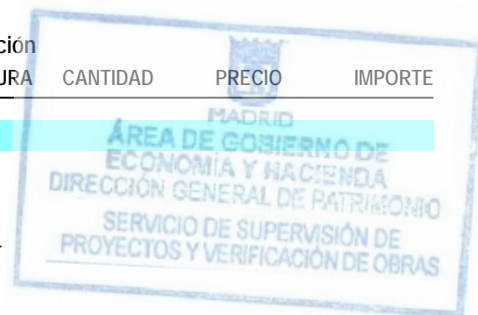 ción
URA CANTIDAD PRECIO IMPORTE
MADRID
ÁREA DE GOBIERNO DE
ECONOMÍA Y HACIENDA
DIRECCIÓN GENERAL DE PATRIMONIO
SERVICIO DE SUPERVISIÓN DE
PROYECTOS Y VERIFICACIÓN DE OBRAS